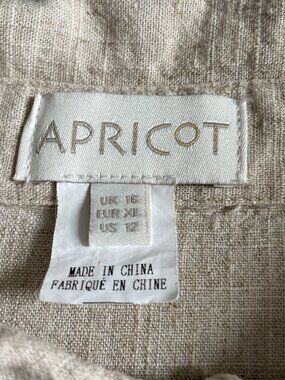 APRICOT
UK 16
EUR XL
US 12
MADE IN CHINA
FABRIQUÉ EN CHINE